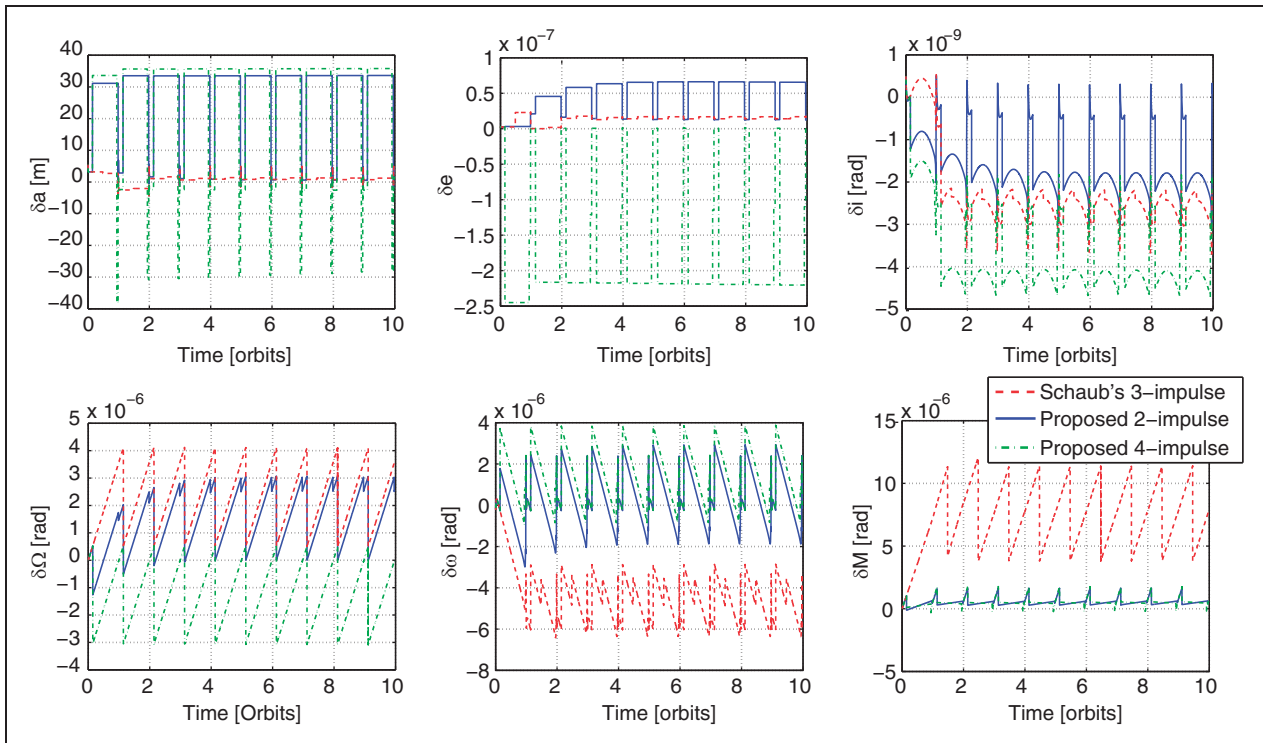 40
30
20
10
0
−10
−20
−30
−40
δa [m]
0 2 4 6 8 10
Time [orbits]
x 10⁻⁷
1
0.5
0
−0.5
−1
−1.5
−2
−2.5
δe
0 2 4 6 8 10
Time [orbits]
x 10⁻⁹
1
0
−1
−2
−3
−4
−5
δi [rad]
0 2 4 6 8 10
Time [orbits]
x 10⁻⁶
5
4
3
2
1
0
−1
−2
−3
−4
δΩ [rad]
0 2 4 6 8 10
Time [Orbits]
x 10⁻⁶
4
2
0
−2
−4
−6
−8
δω [rad]
0 2 4 6 8 10
Time [orbits]
x 10⁻⁶
15
10
5
0
−5
δM [rad]
0 2 4 6 8 10
Time [orbits]
Schaub's 3−impulse
Proposed 2−impulse
Proposed 4−impulse